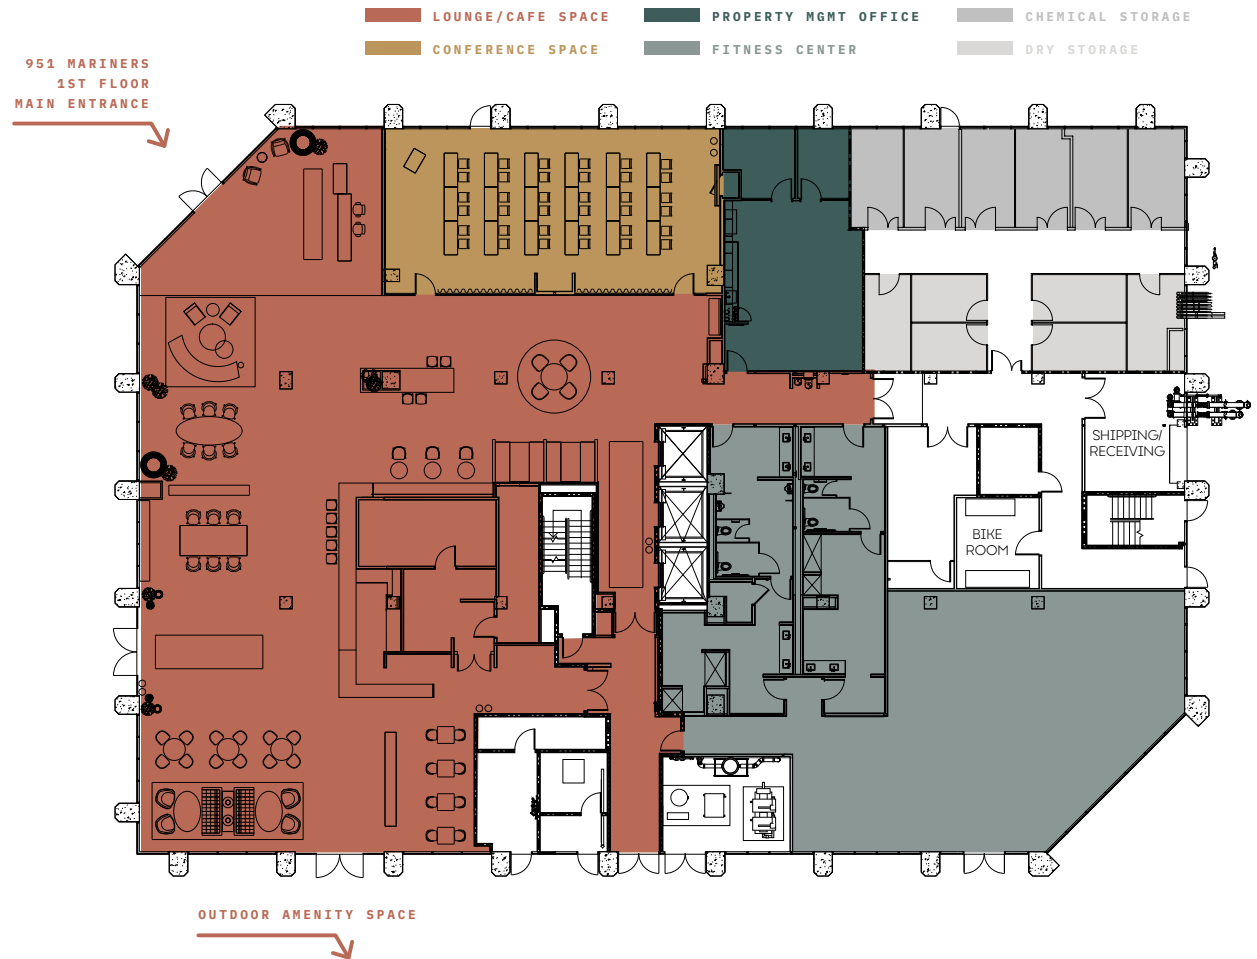 LOUNGE/CAFE SPACE
PROPERTY MGMT OFFICE
CHEMICAL STORAGE
CONFERENCE SPACE
FITNESS CENTER
DRY STORAGE
951 MARINERS
1ST FLOOR
MAIN ENTRANCE
SHIPPING/
RECEIVING
BIKE
ROOM
OUTDOOR AMENITY SPACE